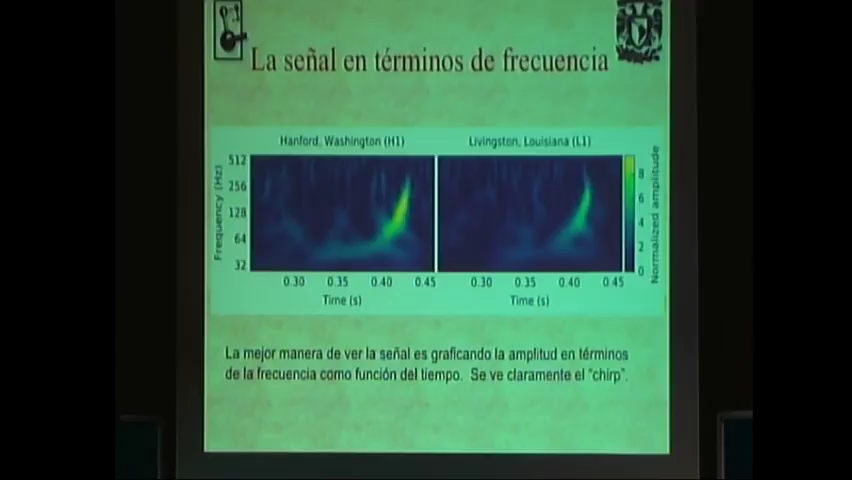 La señal en términos de frecuencia
Hanford, Washington (H1)
Livingston, Louisiana (L1)
Frequency (Hz)
512
256
128
64
32
0.30 0.35 0.40 0.45
Time (s)
0.30 0.35 0.40 0.45
Time (s)
8
6
4
2
0
Normalized amplitude
La mejor manera de ver la señal es graficando la amplitud en términos
de la frecuencia como función del tiempo. Se ve claramente el "chirp".